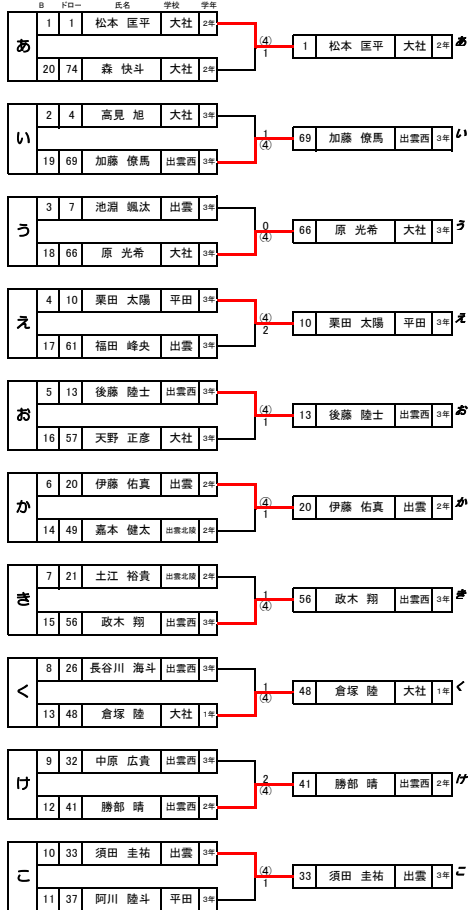 B ドロー 氏名 学校 学年
あ
1 1 松本 匡平 大社 2年
20 74 森 快斗 大社 2年
(4)
1
1 松本 匡平 大社 2年 あ
い
2 4 高見 旭 大社 3年
19 69 加藤 僚馬 出雲西 3年
1
(4)
69 加藤 僚馬 出雲西 3年 い
う
3 7 池淵 颯汰 出雲 3年
18 66 原 光希 大社 3年
0
(4)
66 原 光希 大社 3年 う
え
4 10 栗田 太陽 平田 3年
17 61 福田 峰央 出雲 3年
(4)
2
10 栗田 太陽 平田 3年 え
お
5 13 後藤 陸士 出雲西 3年
16 57 天野 正彦 大社 3年
(4)
1
13 後藤 陸士 出雲西 3年 お
か
6 20 伊藤 佑真 出雲 2年
14 49 嘉本 健太 出雲北陵 2年
(4)
1
20 伊藤 佑真 出雲 2年 か
き
7 21 土江 裕貴 出雲北陵 2年
15 56 政木 翔 出雲西 3年
1
(4)
56 政木 翔 出雲西 3年 き
く
8 26 長谷川 海斗 出雲西 3年
13 48 倉塚 陸 大社 1年
1
(4)
48 倉塚 陸 大社 1年 く
け
9 32 中原 広貴 出雲西 3年
12 41 勝部 晴 出雲西 2年
2
(4)
41 勝部 晴 出雲西 2年 け
こ
10 33 須田 圭祐 出雲 3年
11 37 阿川 陸斗 平田 3年
(4)
1
33 須田 圭祐 出雲 3年 こ